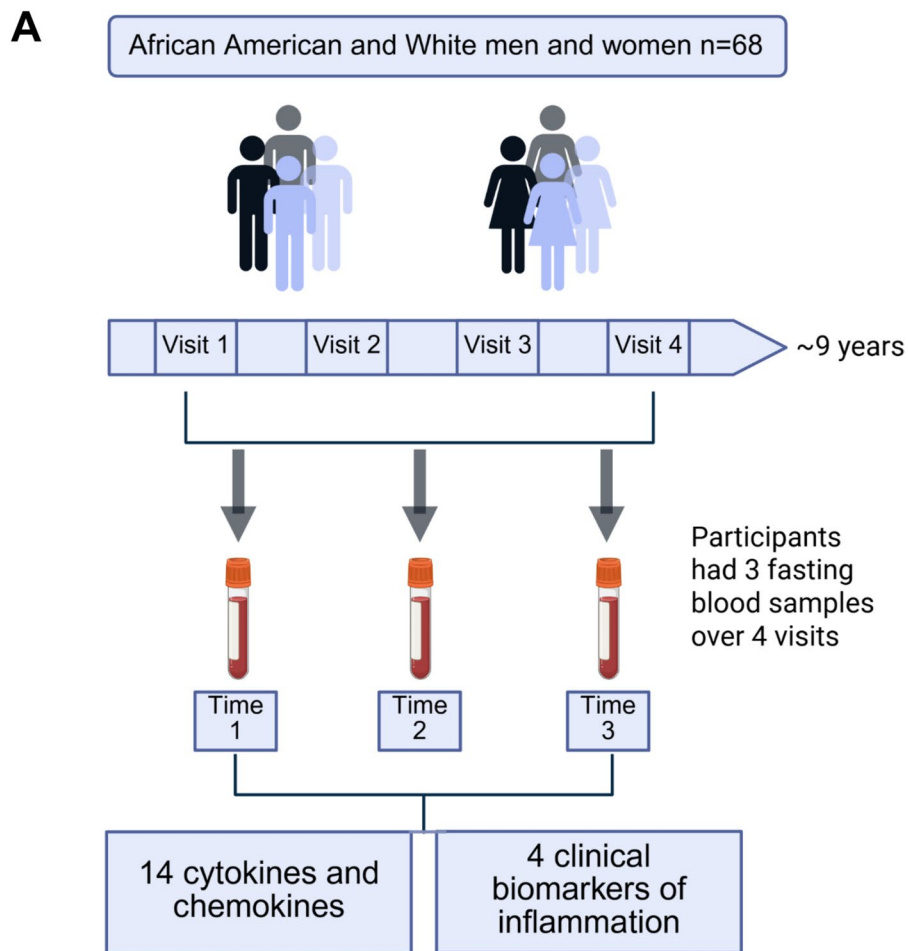 A
African American and White men and women n=68
Visit 1 Visit 2 Visit 3 Visit 4 ~9 years
Participants
had 3 fasting
blood samples
over 4 visits
Time
1
Time
2
Time
3
14 cytokines and
chemokines
4 clinical
biomarkers of
inflammation